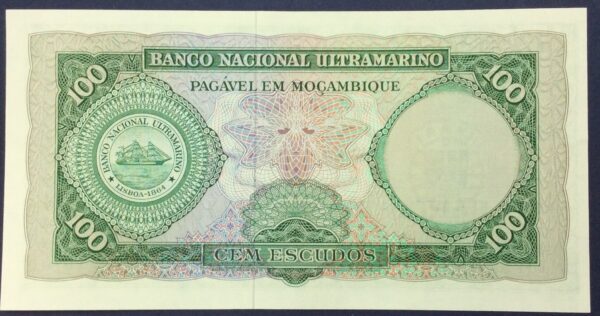 BANCO NACIONAL ULTRAMARINO
PAGÁVEL EM MOÇAMBIQUE
100
100
BANCO NACIONAL ULTRAMARINO
LISBOA-1864
100
100
CEM ESCUDOS